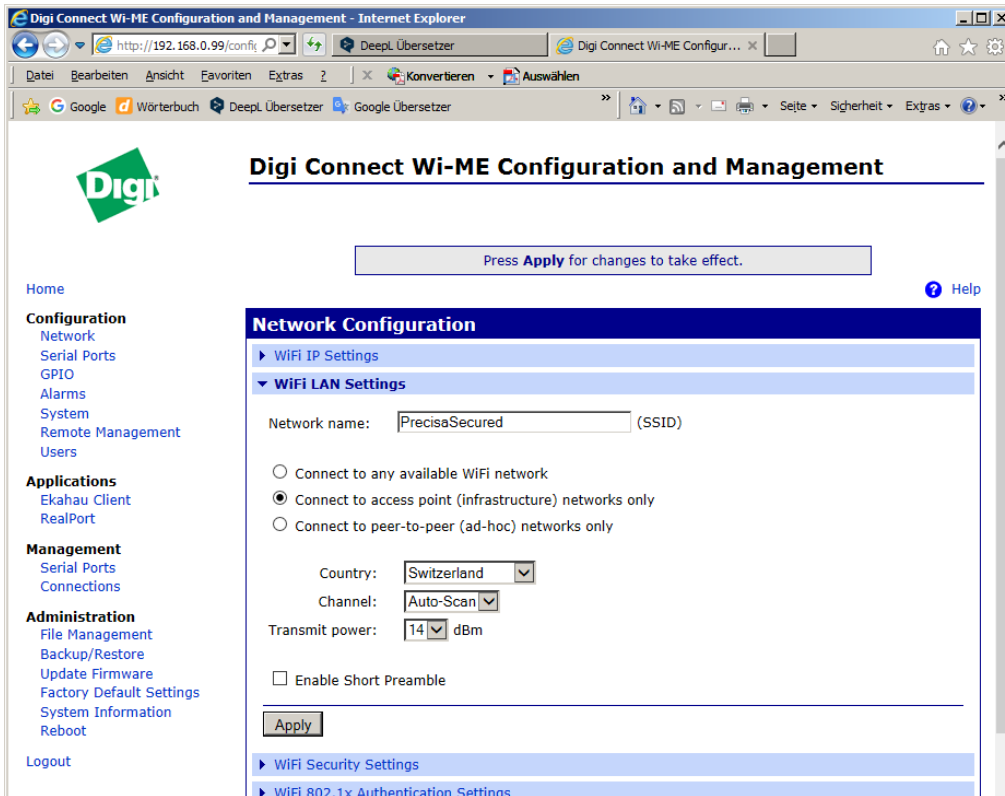 Digi Connect Wi-ME Configuration and Management - Internet Explorer
http://192.168.0.99/config
DeepL Übersetzer
Digi Connect Wi-ME Configur...
Datei Bearbeiten Ansicht Favoriten Extras ?
Konvertieren
Auswählen
Google
Wörterbuch
DeepL Übersetzer
Google Übersetzer
»
Seite
Sicherheit
Extras
»
Digi
Digi Connect Wi-ME Configuration and Management
Press Apply for changes to take effect.
Home
Help
Configuration
Network
Serial Ports
GPIO
Alarms
System
Remote Management
Users
Applications
Ekahau Client
RealPort
Management
Serial Ports
Connections
Administration
File Management
Backup/Restore
Update Firmware
Factory Default Settings
System Information
Reboot
Logout
Network Configuration
WiFi IP Settings
WiFi LAN Settings
Network name: PrecisaSecured (SSID)
Connect to any available WiFi network
Connect to access point (infrastructure) networks only
Connect to peer-to-peer (ad-hoc) networks only
Country: Switzerland
Channel: Auto-Scan
Transmit power: 14 dBm
Enable Short Preamble
Apply
WiFi Security Settings
WiFi 802.1x Authentication Settings